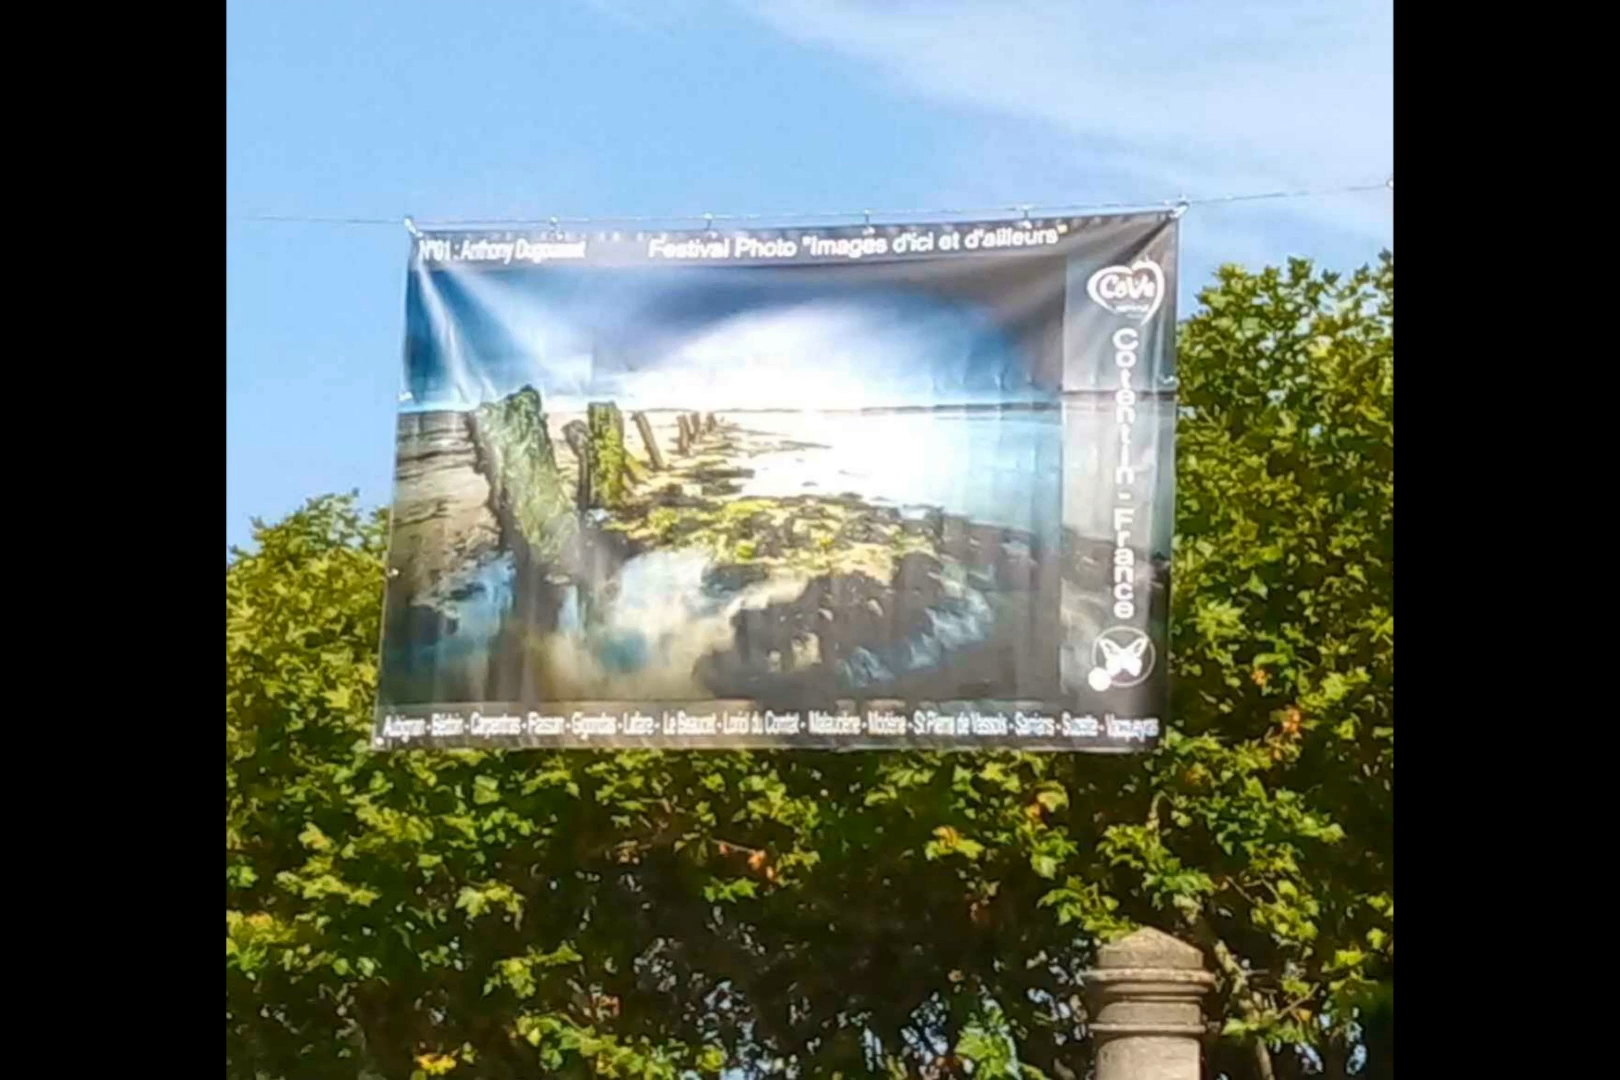 N°01 : Anthony Dugousset
Festival Photo "Images d'ici et d'ailleurs"
CoVe
Cotentin - France
Aubignan - Bédoin - Carpentras - Flassan - Gigondas - Lafare - Le Beaucet - Loriol du Comtat - Malaucène - Modène - St Pierre de Vassols - Sarrians - Suzette - Vacqueyras